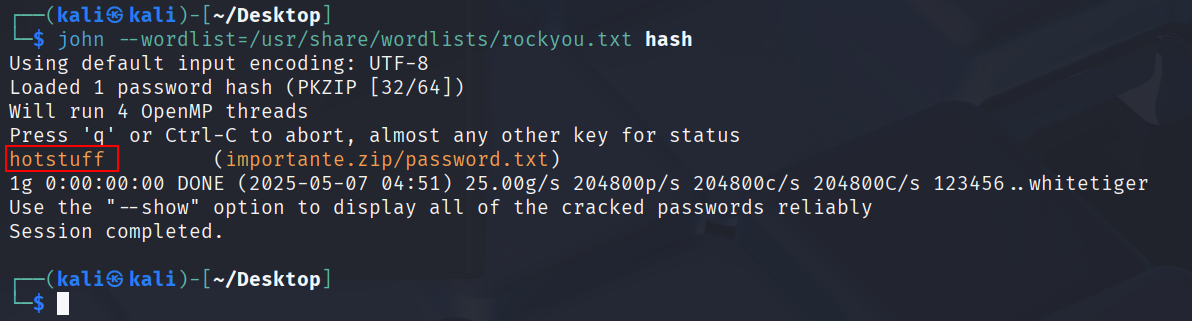 ┌──(kali㉿kali)-[~/Desktop]
└─$ john --wordlist=/usr/share/wordlists/rockyou.txt hash
Using default input encoding: UTF-8
Loaded 1 password hash (PKZIP [32/64])
Will run 4 OpenMP threads
Press 'q' or Ctrl-C to abort, almost any other key for status
hotstuff         (importante.zip/password.txt)
1g 0:00:00:00 DONE (2025-05-07 04:51) 25.00g/s 204800p/s 204800c/s 204800C/s 123456..whitetiger
Use the "--show" option to display all of the cracked passwords reliably
Session completed.
┌──(kali㉿kali)-[~/Desktop]
└─$